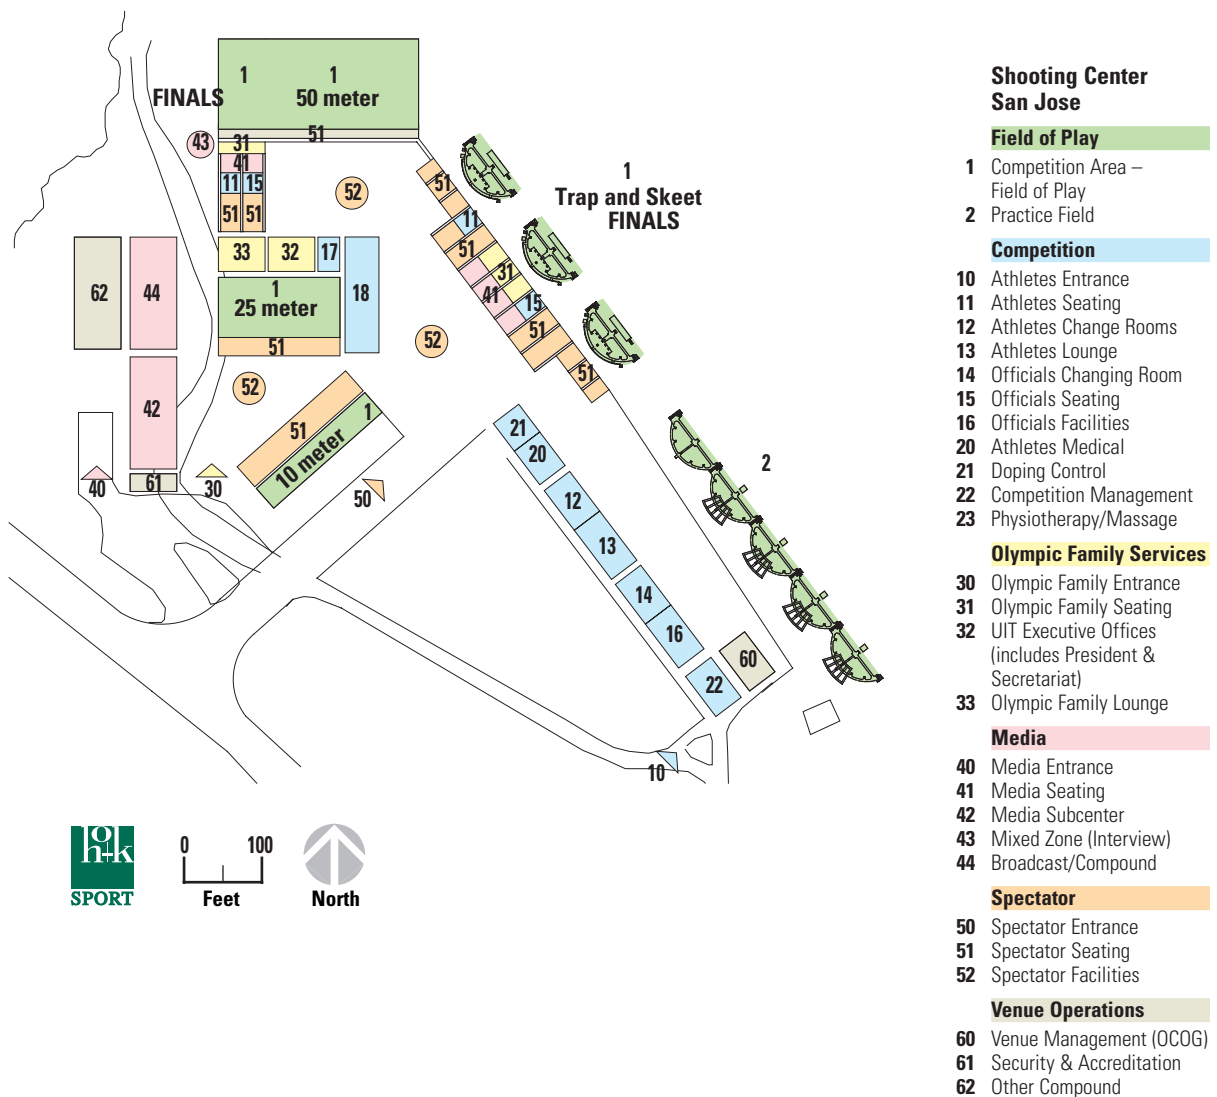 1
1
FINALS
50 meter
51
43
31
41
11
15
51
51
52
51
1
Trap and Skeet
FINALS
11
33
32
17
51
31
62
44
1
25 meter
18
41
15
51
51
52
51
52
42
51
1
10 meter
21
20
2
40
61
30
50
12
13
14
16
60
22
10
ho
h+k
SPORT
0
100
Feet
North
Shooting Center
San Jose
Field of Play
1 Competition Area –
Field of Play
2 Practice Field
Competition
10 Athletes Entrance
11 Athletes Seating
12 Athletes Change Rooms
13 Athletes Lounge
14 Officials Changing Room
15 Officials Seating
16 Officials Facilities
20 Athletes Medical
21 Doping Control
22 Competition Management
23 Physiotherapy/Massage
Olympic Family Services
30 Olympic Family Entrance
31 Olympic Family Seating
32 UIT Executive Offices
(includes President &
Secretariat)
33 Olympic Family Lounge
Media
40 Media Entrance
41 Media Seating
42 Media Subcenter
43 Mixed Zone (Interview)
44 Broadcast/Compound
Spectator
50 Spectator Entrance
51 Spectator Seating
52 Spectator Facilities
Venue Operations
60 Venue Management (OCOG)
61 Security & Accreditation
62 Other Compound